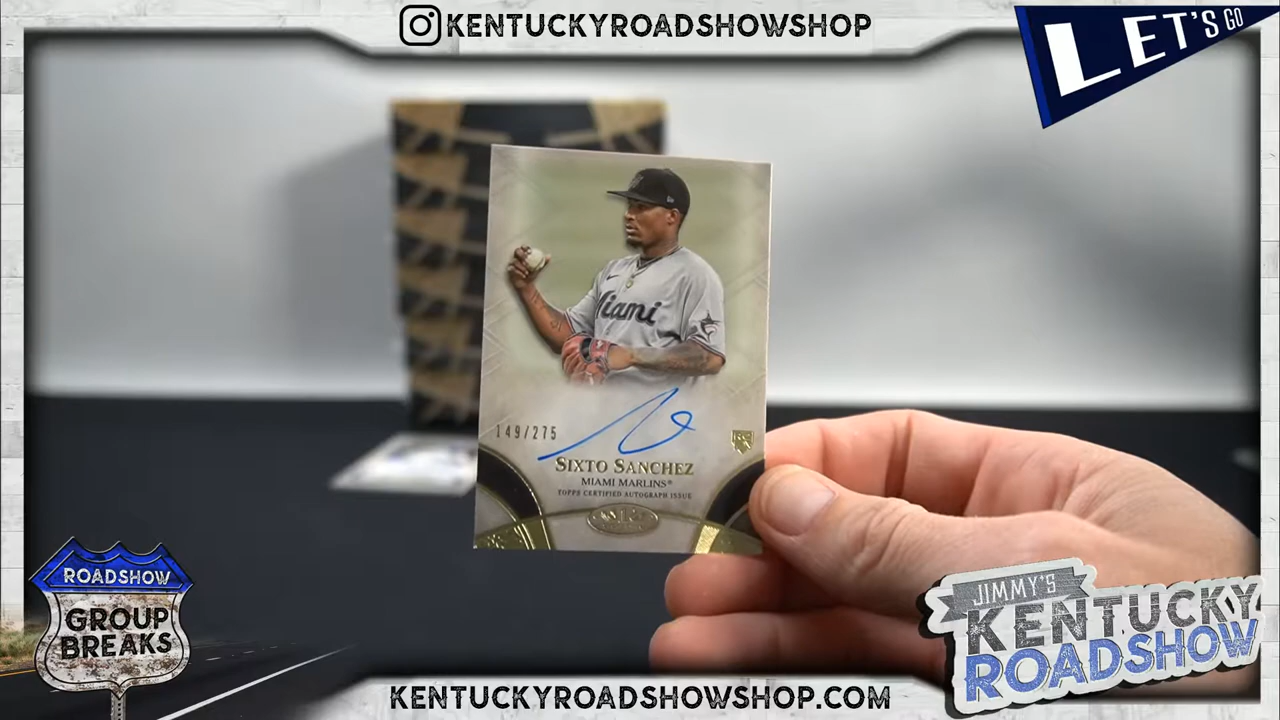 KENTUCKYROADSHOWSHOP
LET'S GO
Miami
149/275
RC
SIXTO SANCHEZ
MIAMI MARLINS®
TOPPS CERTIFIED AUTOGRAPH ISSUE
ROADSHOW
GROUP
BREAKS
JIMMY'S
KENTUCKY
ROADSHOW
KENTUCKYROADSHOWSHOP.COM